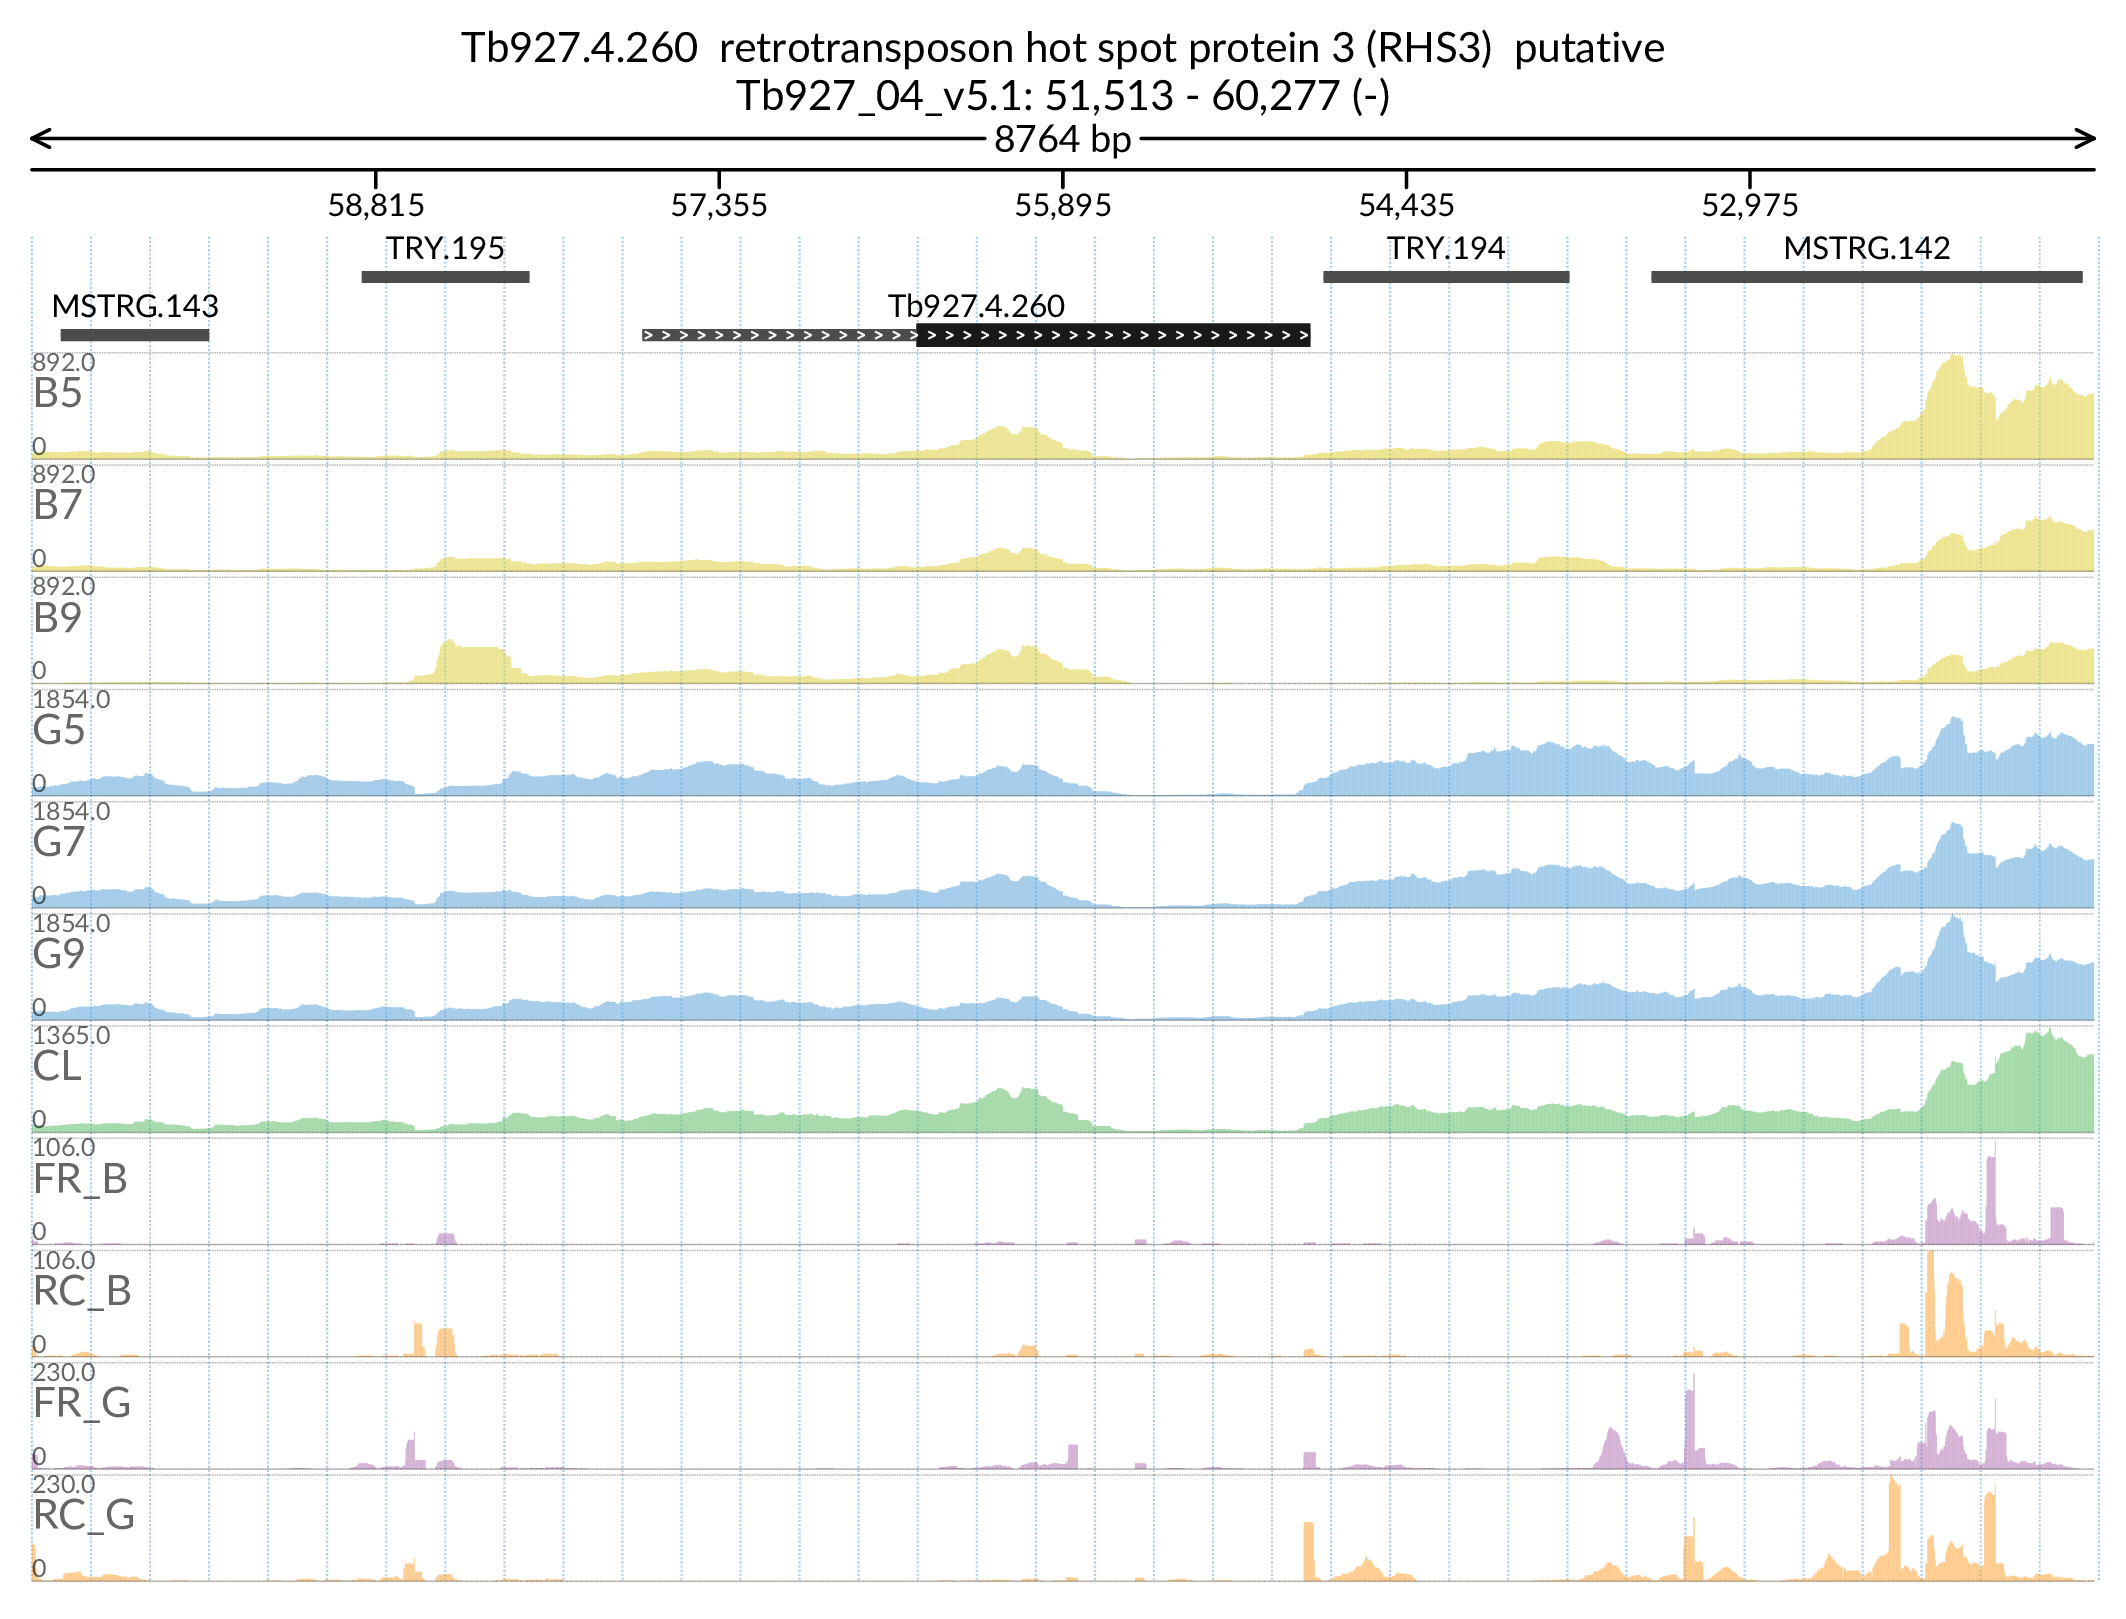 Tb927.4.260  retrotransposon hot spot protein 3 (RHS3)  putative
Tb927_04_v5.1: 51,513 - 60,277 (-)
8764 bp
58,815 57,355 55,895 54,435 52,975
TRY.195 TRY.194 MSTRG.142
MSTRG.143 Tb927.4.260
892.0
B5
0
892.0
B7
0
892.0
B9
0
1854.0
G5
0
1854.0
G7
0
1854.0
G9
0
1365.0
CL
0
106.0
FR_B
0
106.0
RC_B
0
230.0
FR_G
0
230.0
RC_G
0